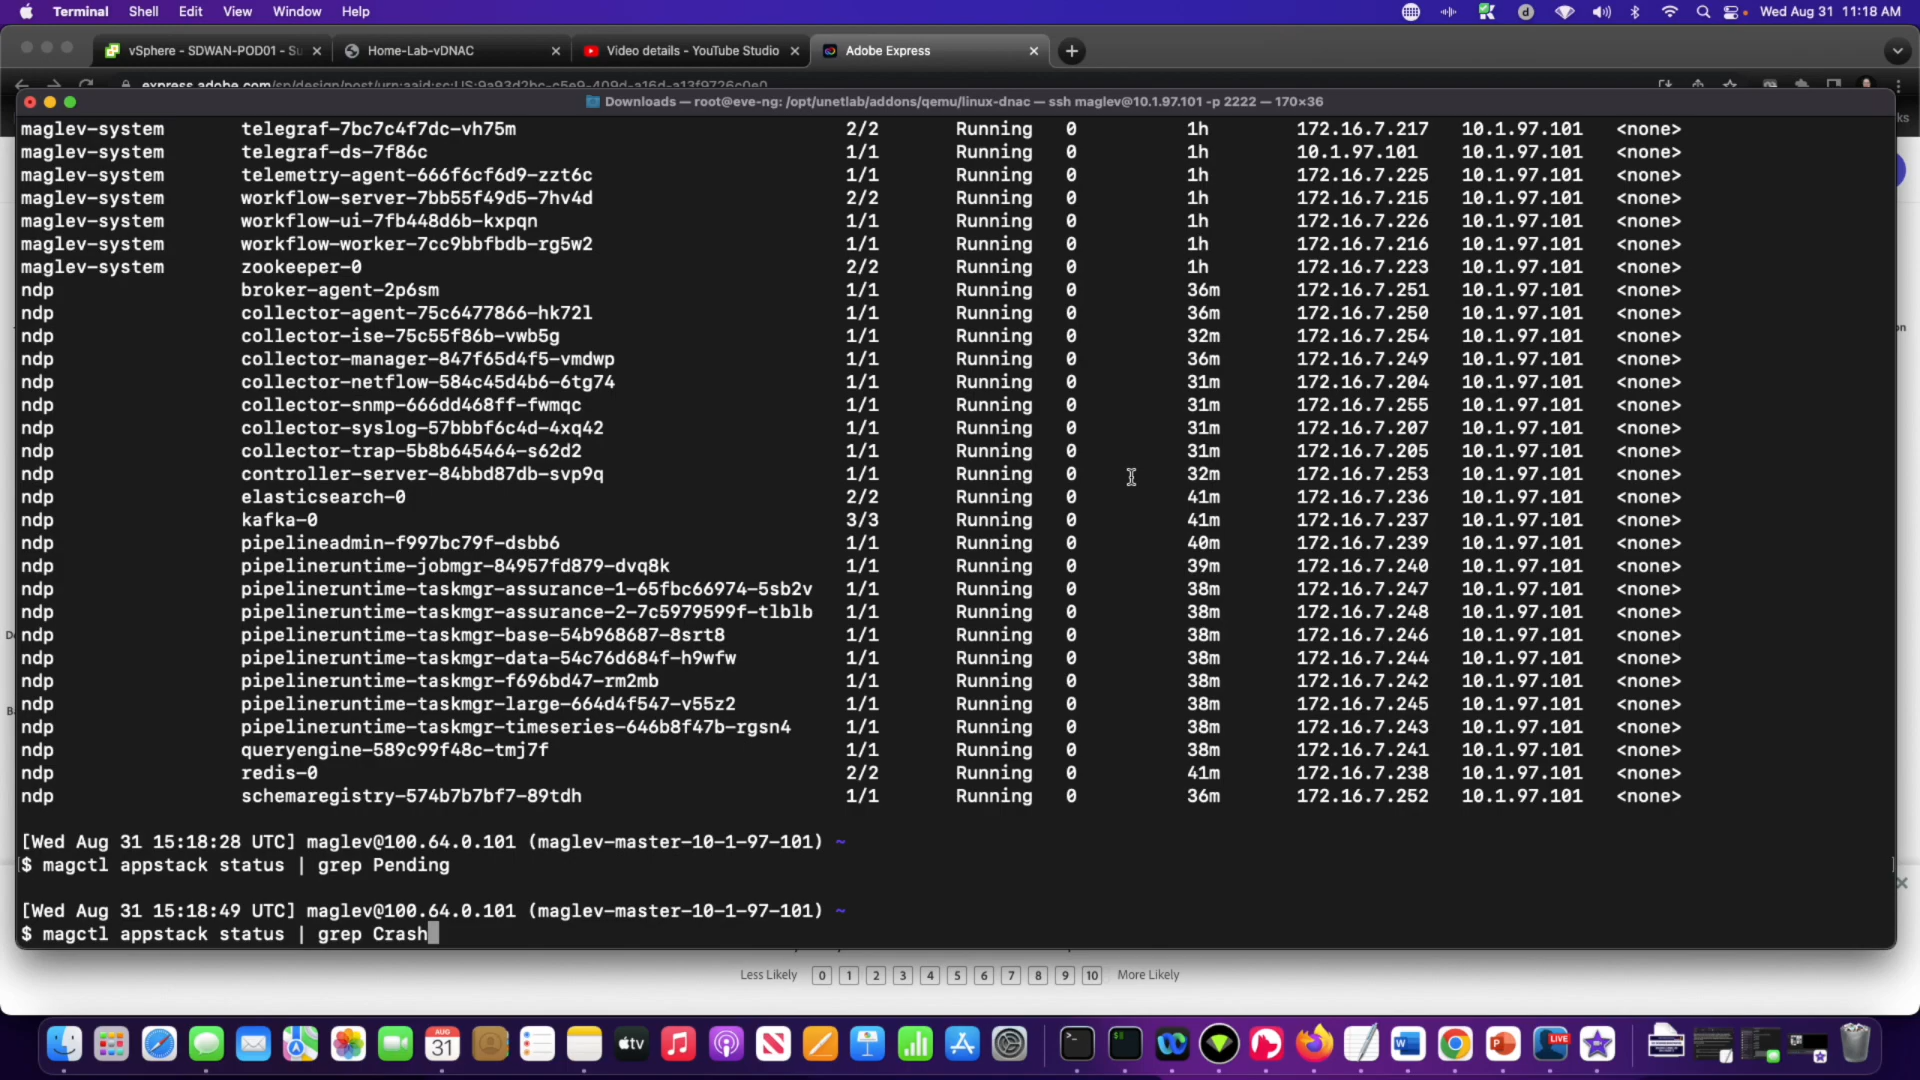 Terminal Shell Edit View Window Help Wed Aug 31 11:18 AM
vSphere - SDWAN-POD01 - Su Home-Lab-vDNAC Video details - YouTube Studio Adobe Express
Downloads — root@eve-ng: /opt/unetlab/addons/qemu/linux-dnac — ssh maglev@10.1.97.101 -p 2222 — 170×36
maglev-system telegraf-7bc7c4f7dc-vh75m 2/2 Running 0 1h 172.16.7.217 10.1.97.101 <none>
maglev-system telegraf-ds-7f86c 1/1 Running 0 1h 10.1.97.101 10.1.97.101 <none>
maglev-system telemetry-agent-666f6cf6d9-zzt6c 1/1 Running 0 1h 172.16.7.225 10.1.97.101 <none>
maglev-system workflow-server-7bb55f49d5-7hv4d 2/2 Running 0 1h 172.16.7.215 10.1.97.101 <none>
maglev-system workflow-ui-7fb448d6b-kxpqn 1/1 Running 0 1h 172.16.7.226 10.1.97.101 <none>
maglev-system workflow-worker-7cc9bbfbdb-rg5w2 1/1 Running 0 1h 172.16.7.216 10.1.97.101 <none>
maglev-system zookeeper-0 2/2 Running 0 1h 172.16.7.223 10.1.97.101 <none>
ndp broker-agent-2p6sm 1/1 Running 0 36m 172.16.7.251 10.1.97.101 <none>
ndp collector-agent-75c6477866-hk72l 1/1 Running 0 36m 172.16.7.250 10.1.97.101 <none>
ndp collector-ise-75c55f86b-vwb5g 1/1 Running 0 32m 172.16.7.254 10.1.97.101 <none>
ndp collector-manager-847f65d4f5-vmdwp 1/1 Running 0 36m 172.16.7.249 10.1.97.101 <none>
ndp collector-netflow-584c45d4b6-6tg74 1/1 Running 0 31m 172.16.7.204 10.1.97.101 <none>
ndp collector-snmp-666dd468ff-fwmqc 1/1 Running 0 31m 172.16.7.255 10.1.97.101 <none>
ndp collector-syslog-57bbbf6c4d-4xq42 1/1 Running 0 31m 172.16.7.207 10.1.97.101 <none>
ndp collector-trap-5b8b645464-s62d2 1/1 Running 0 31m 172.16.7.205 10.1.97.101 <none>
ndp controller-server-84bbd87db-svp9q 1/1 Running 0 32m 172.16.7.253 10.1.97.101 <none>
ndp elasticsearch-0 2/2 Running 0 41m 172.16.7.236 10.1.97.101 <none>
ndp kafka-0 3/3 Running 0 41m 172.16.7.237 10.1.97.101 <none>
ndp pipelineadmin-f997bc79f-dsbb6 1/1 Running 0 40m 172.16.7.239 10.1.97.101 <none>
ndp pipelineruntime-jobmgr-84957fd879-dvq8k 1/1 Running 0 39m 172.16.7.240 10.1.97.101 <none>
ndp pipelineruntime-taskmgr-assurance-1-65fbc66974-5sb2v 1/1 Running 0 38m 172.16.7.247 10.1.97.101 <none>
ndp pipelineruntime-taskmgr-assurance-2-7c5979599f-tlblb 1/1 Running 0 38m 172.16.7.248 10.1.97.101 <none>
ndp pipelineruntime-taskmgr-base-54b968687-8srt8 1/1 Running 0 38m 172.16.7.246 10.1.97.101 <none>
ndp pipelineruntime-taskmgr-data-54c76d684f-h9wfw 1/1 Running 0 38m 172.16.7.244 10.1.97.101 <none>
ndp pipelineruntime-taskmgr-f696bd47-rm2mb 1/1 Running 0 38m 172.16.7.242 10.1.97.101 <none>
ndp pipelineruntime-taskmgr-large-664d4f547-v55z2 1/1 Running 0 38m 172.16.7.245 10.1.97.101 <none>
ndp pipelineruntime-taskmgr-timeseries-646b8f47b-rgsn4 1/1 Running 0 38m 172.16.7.243 10.1.97.101 <none>
ndp queryengine-589c99f48c-tmj7f 1/1 Running 0 38m 172.16.7.241 10.1.97.101 <none>
ndp redis-0 2/2 Running 0 41m 172.16.7.238 10.1.97.101 <none>
ndp schemaregistry-574b7b7bf7-89tdh 1/1 Running 0 36m 172.16.7.252 10.1.97.101 <none>
[Wed Aug 31 15:18:28 UTC] maglev@100.64.0.101 (maglev-master-10-1-97-101) ~
$ magctl appstack status | grep Pending
[Wed Aug 31 15:18:49 UTC] maglev@100.64.0.101 (maglev-master-10-1-97-101) ~
$ magctl appstack status | grep Crash
Less Likely 0 1 2 3 4 5 6 7 8 9 10 More Likely
AUG
31
tv
LIVE